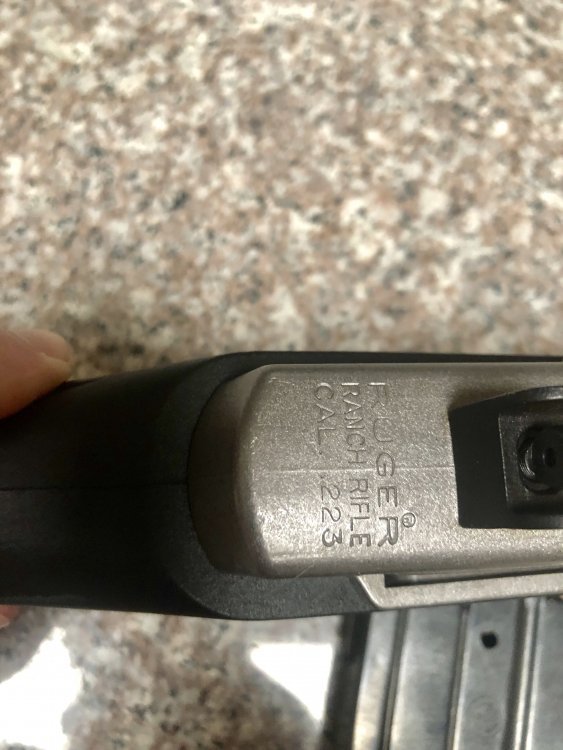 RUGER®
RANCH RIFLE
CAL. .223